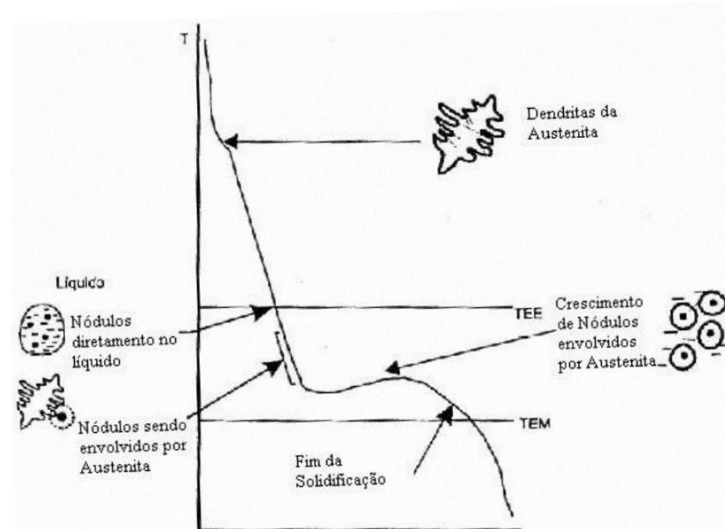 T
Dendritas da
Austenita
Líquido
Nódulos
diretamente no
líquido
TEE
Crescimento
de Nódulos
envolvidos
por Austenita
Nódulos sendo
envolvidos por
Austenita
TEM
Fim da
Solidificação